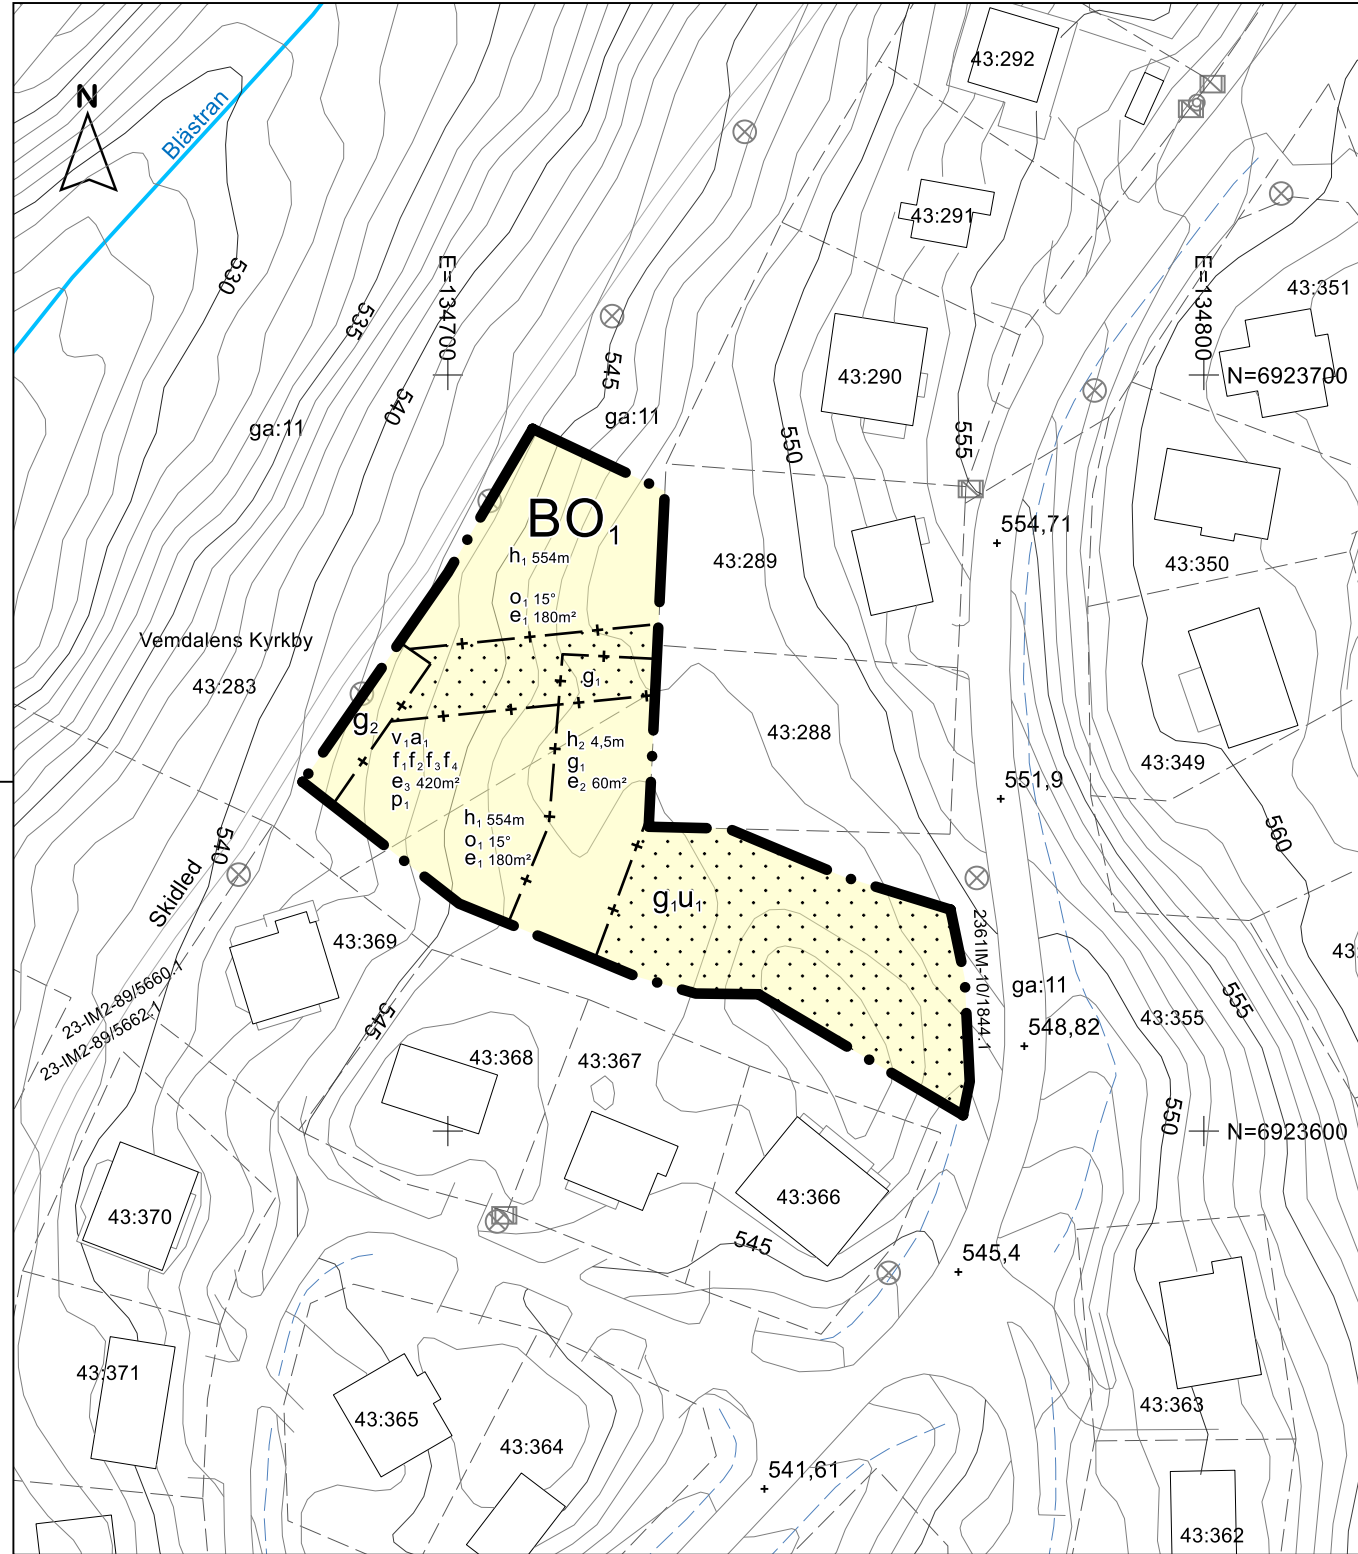 N
Blästran
43:292
43:291
530
535
540
E=134700
545
ga:11
ga:11
43:290
550
555
E=134800
43:351
N=6923700
BO1
h1 554m
o1 15°
e1 180m²
43:289
554,71
43:350
Vemdalens Kyrkby
43:283
g1
g2
v1a1
f1f2f3f4
e3 420m²
p1
h2 4,5m
g1
e2 60m²
h1 554m
o1 15°
e1 180m²
43:288
551,9
43:349
560
540
Skidled
g1u1
43:369
2361IM-10/1844.1
43
23-IM2-89/5660.1
23-IM2-89/5662.1
545
ga:11
548,82
43:355
555
43:368
43:367
550
N=6923600
43:370
43:366
545
545,4
43:371
43:365
43:364
43:363
541,61
43:362